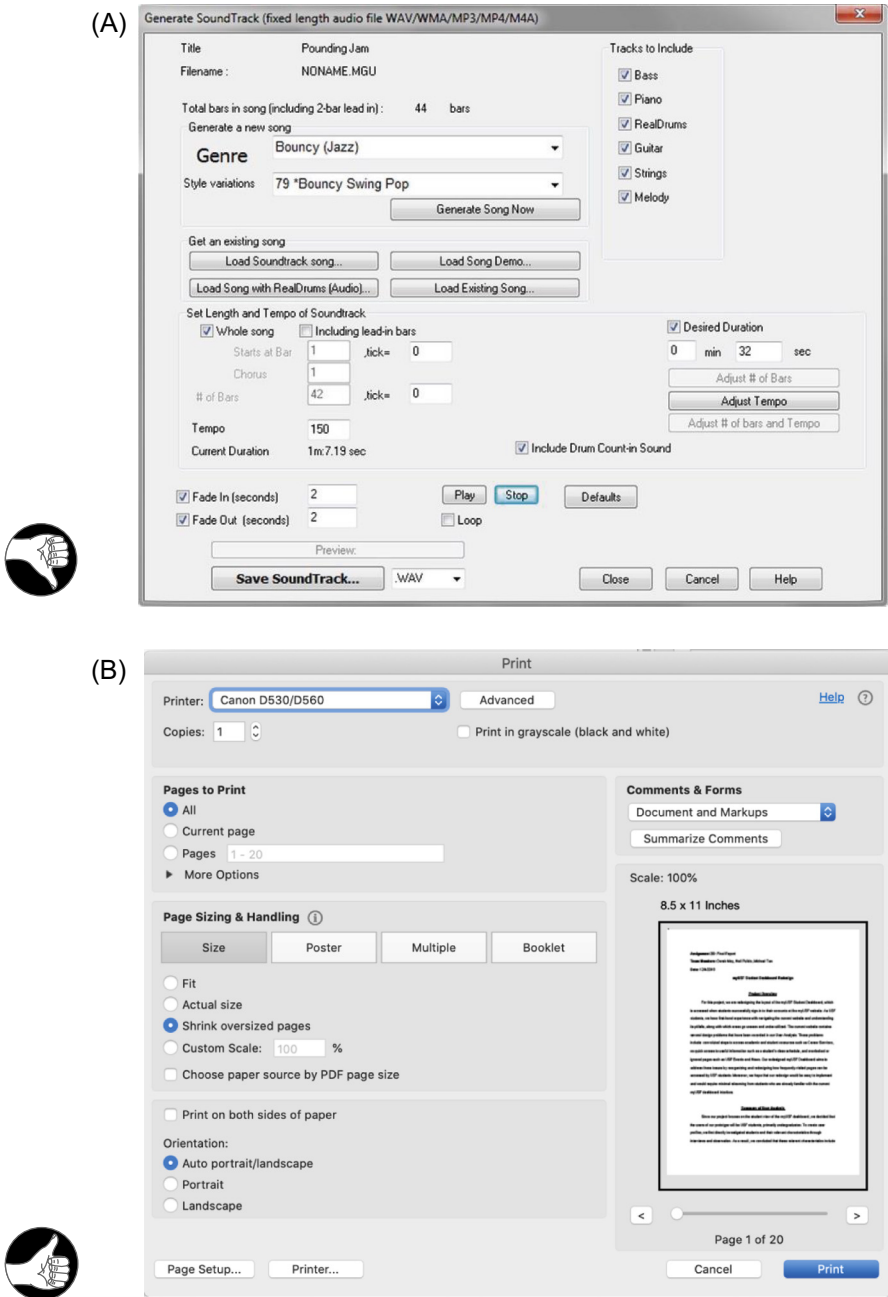 (A)
Generate SoundTrack (fixed length audio file WAV/WMA/MP3/MP4/M4A)
Title Pounding Jam
Filename : NONAME.MGU
Total bars in song (including 2-bar lead in) : 44 bars
Generate a new song
Genre Bouncy (Jazz)
Style variations 79 *Bouncy Swing Pop
Generate Song Now
Tracks to Include
Bass
Piano
RealDrums
Guitar
Strings
Melody
Get an existing song
Load Soundtrack song... Load Song Demo...
Load Song with RealDrums (Audio)... Load Existing Song...
Set Length and Tempo of Soundtrack
Whole song Including lead-in bars
Starts at Bar 1 ,tick= 0
Chorus 1
# of Bars 42 ,tick= 0
Tempo 150
Current Duration 1m:7.19 sec
Desired Duration
0 min 32 sec
Adjust # of Bars
Adjust Tempo
Adjust # of bars and Tempo
Include Drum Count-in Sound
Fade In (seconds) 2 Play Stop Defaults
Fade Out (seconds) 2 Loop
Preview:
Save SoundTrack... .WAV Close Cancel Help
(B)
Print
Printer: Canon D530/D560 Advanced Help ?
Copies: 1 Print in grayscale (black and white)
Pages to Print
All
Current page
Pages 1 - 20
More Options
Page Sizing & Handling i
Size Poster Multiple Booklet
Fit
Actual size
Shrink oversized pages
Custom Scale: 100 %
Choose paper source by PDF page size
Print on both sides of paper
Orientation:
Auto portrait/landscape
Portrait
Landscape
Comments & Forms
Document and Markups
Summarize Comments
Scale: 100%
8.5 x 11 Inches
< >
Page 1 of 20
Page Setup... Printer... Cancel Print